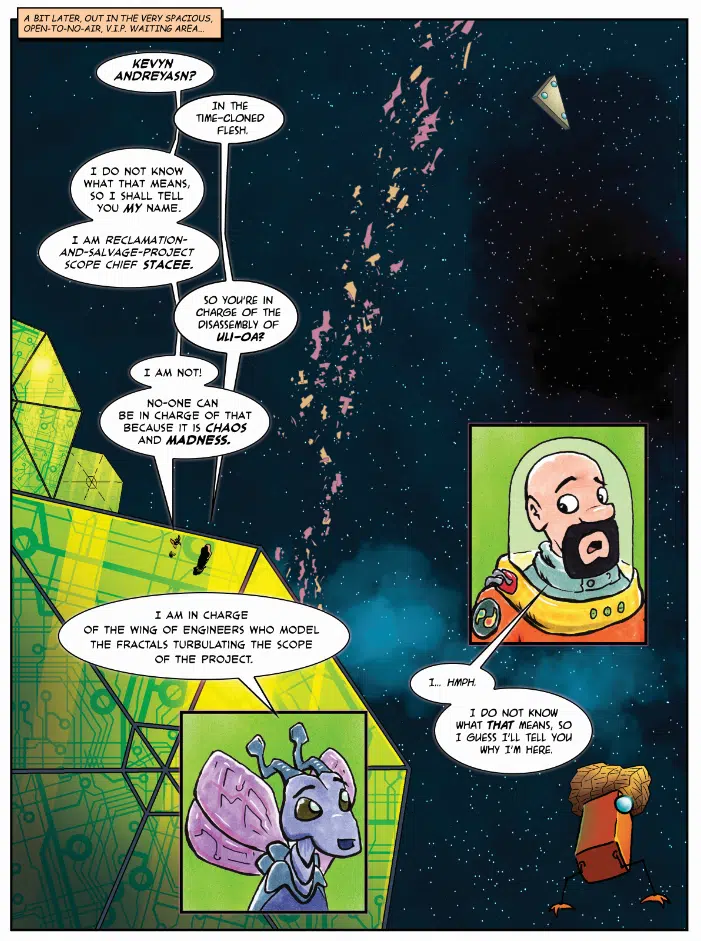 A BIT LATER, OUT IN THE VERY SPACIOUS,
OPEN-TO-NO-AIR, V.I.P. WAITING AREA...
KEVYN
ANDREYASN?
IN THE
TIME-CLONED
FLESH.
I DO NOT KNOW
WHAT THAT MEANS,
SO I SHALL TELL
YOU MY NAME.
I AM RECLAMATION-
AND-SALVAGE-PROJECT
SCOPE CHIEF STACEE.
SO YOU'RE IN
CHARGE OF THE
DISASSEMBLY OF
ULI-OA?
I AM NOT!
NO-ONE CAN
BE IN CHARGE OF THAT
BECAUSE IT IS CHAOS
AND MADNESS.
I AM IN CHARGE
OF THE WING OF ENGINEERS WHO MODEL
THE FRACTALS TURBULATING THE SCOPE
OF THE PROJECT.
I... HMPH.
I DO NOT KNOW
WHAT THAT MEANS, SO
I GUESS I'LL TELL YOU
WHY I'M HERE.